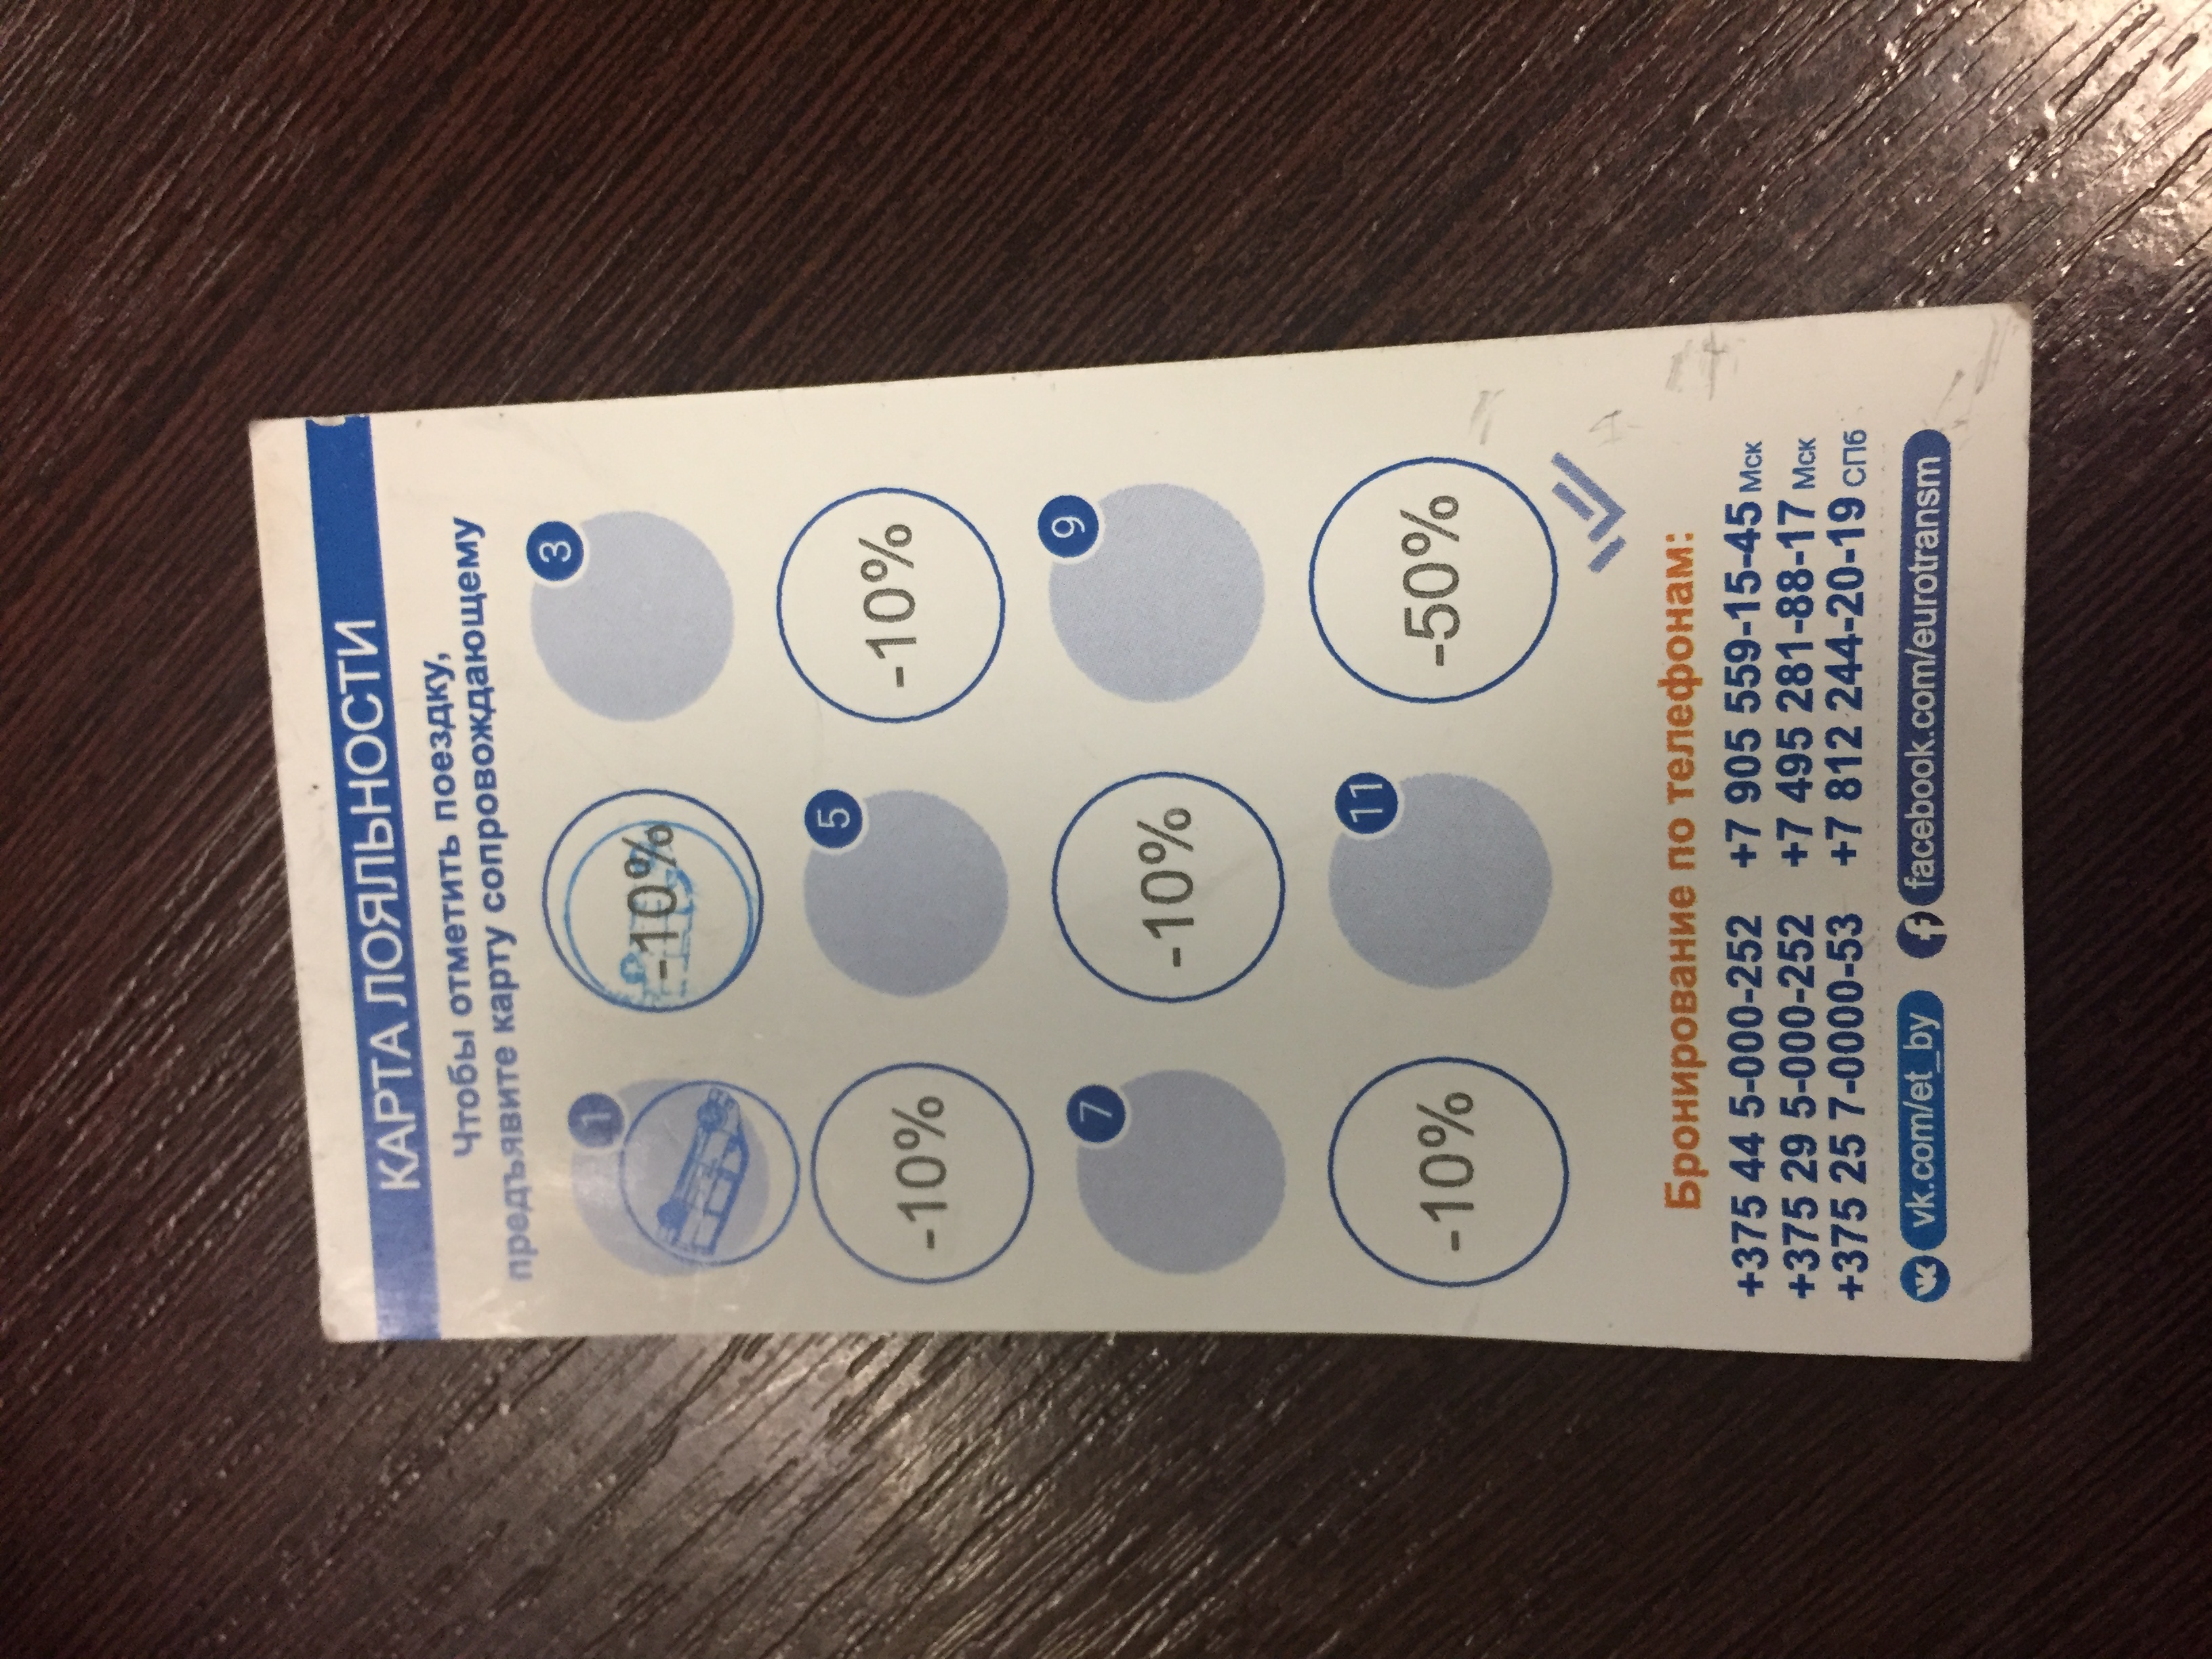 КАРТА ЛОЯЛЬНОСТИ
Чтобы отметить поездку,
предъявите карту сопровождающему
1 -10% 3
-10% 5 -10%
7 -10% 9
-10% 11 -50%
Бронирование по телефонам:
+375 44 5-000-252 +7 905 559-15-45 Мск
+375 29 5-000-252 +7 495 281-88-17 Мск
+375 25 7-0000-53 +7 812 244-20-19 СПб
vk.com/et_by facebook.com/eurotransm